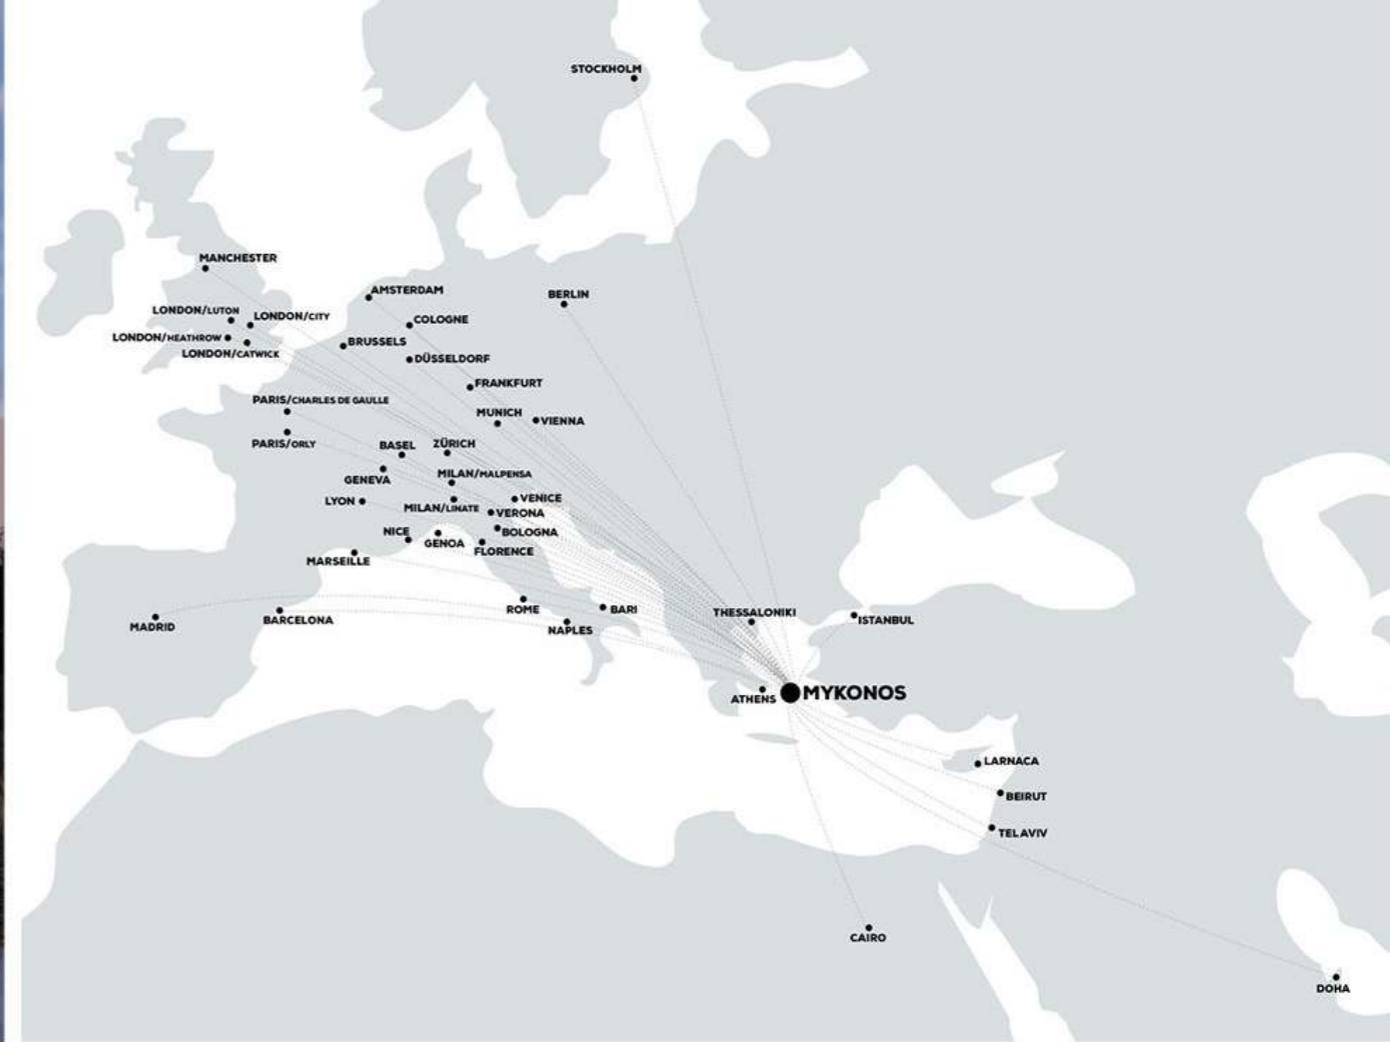 STOCKHOLM
MANCHESTER
AMSTERDAM
BERLIN
LONDON/LUTON
LONDON/CITY
COLOGNE
LONDON/HEATHROW
BRUSSELS
LONDON/CATWICK
DÜSSELDORF
FRANKFURT
PARIS/CHARLES DE GAULLE
MUNICH
VIENNA
PARIS/ORLY
BASEL
ZÜRICH
GENEVA
MILAN/MALPENSA
LYON
VENICE
MILAN/LINATE
VERONA
NICE
BOLOGNA
GENOA
FLORENCE
MARSEILLE
ROME
BARI
THESSALONIKI
MADRID
BARCELONA
NAPLES
ISTANBUL
ATHENS
MYKONOS
LARNACA
BEIRUT
TEL AVIV
CAIRO
DOHA